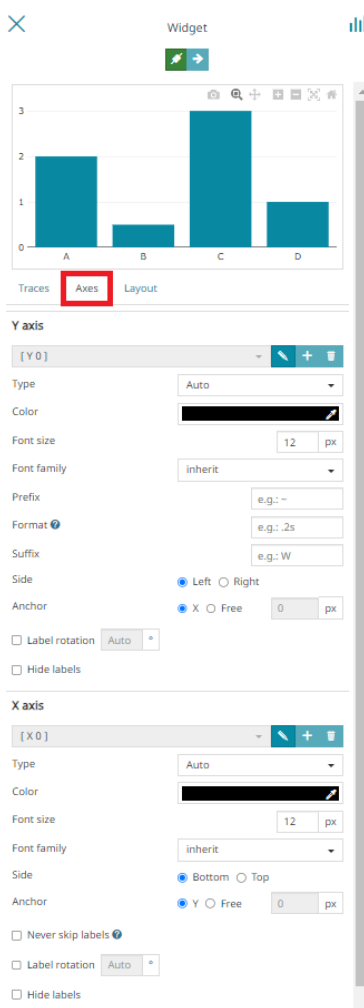 Widget
3
2
1
0
A B C D
Traces Axes Layout
Y axis
[ Y 0 ]
Type Auto
Color
Font size 12 px
Font family inherit
Prefix e.g.: ~
Format e.g.: .2s
Suffix e.g.: W
Side Left Right
Anchor X Free 0 px
Label rotation Auto °
Hide labels
X axis
[ X 0 ]
Type Auto
Color
Font size 12 px
Font family inherit
Side Bottom Top
Anchor Y Free 0 px
Never skip labels
Label rotation Auto °
Hide labels